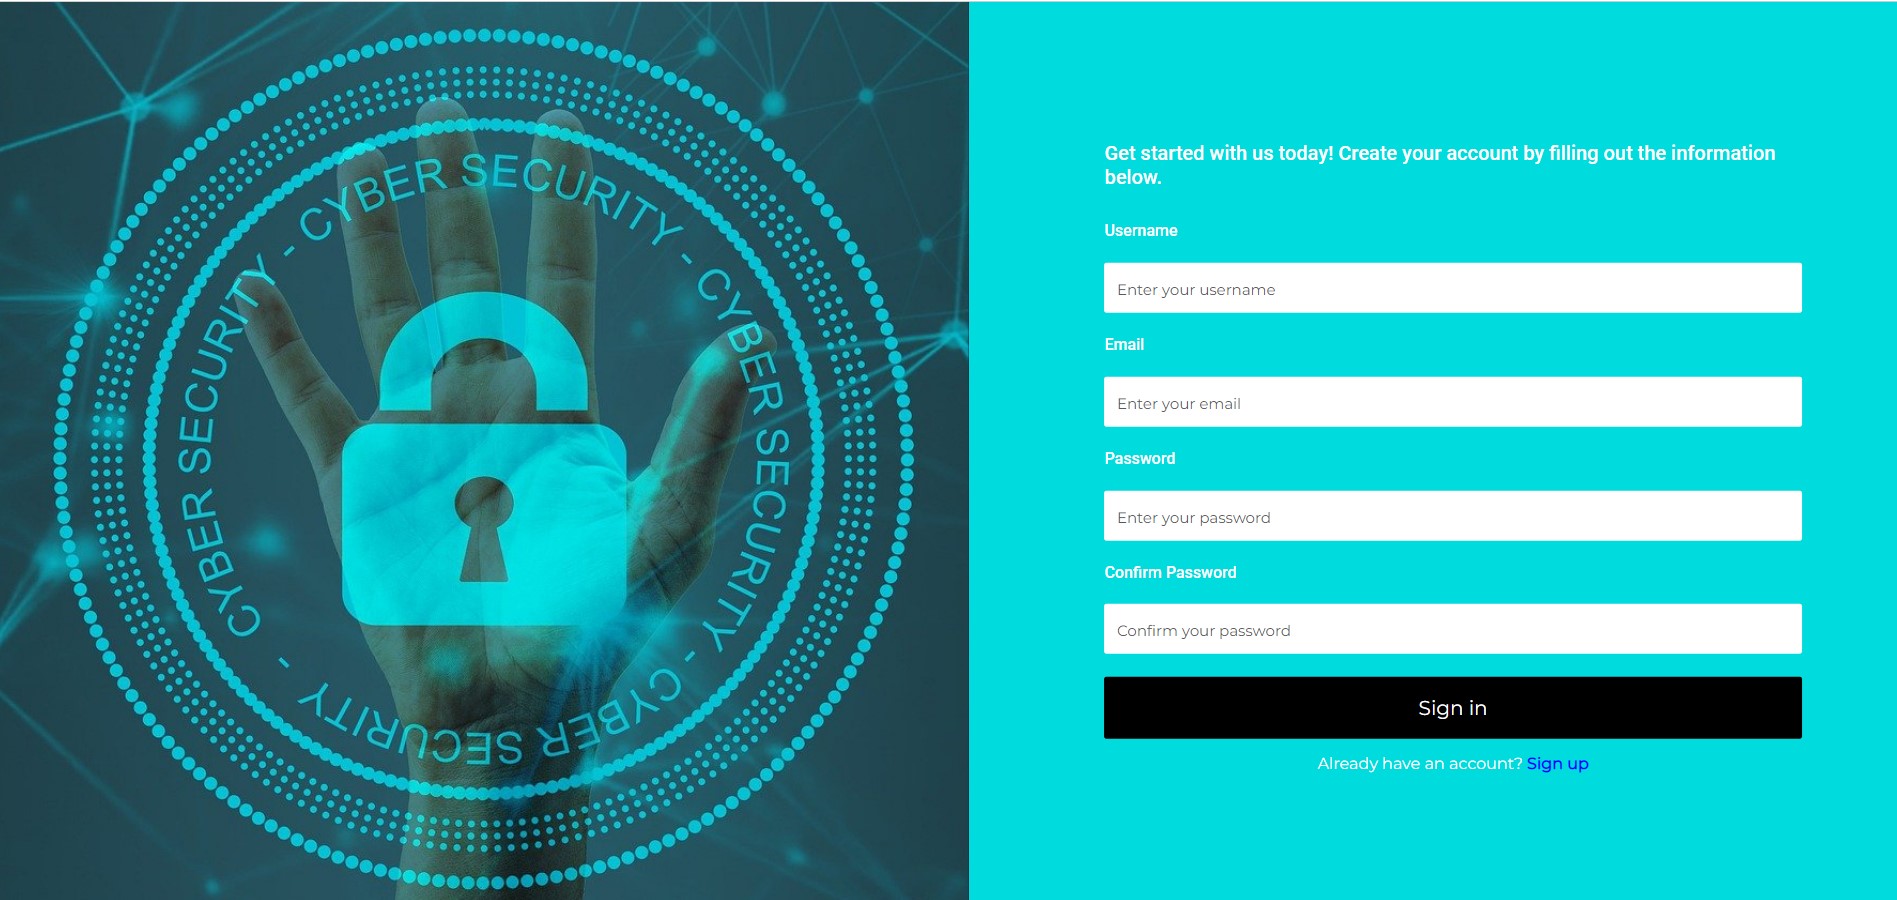 CYBER SECURITY - CYBER SECURITY - CYBER SECURITY - CYBER SECURITY -
Get started with us today! Create your account by filling out the information
below.
Username
Enter your username
Email
Enter your email
Password
Enter your password
Confirm Password
Confirm your password
Sign in
Already have an account? Sign up